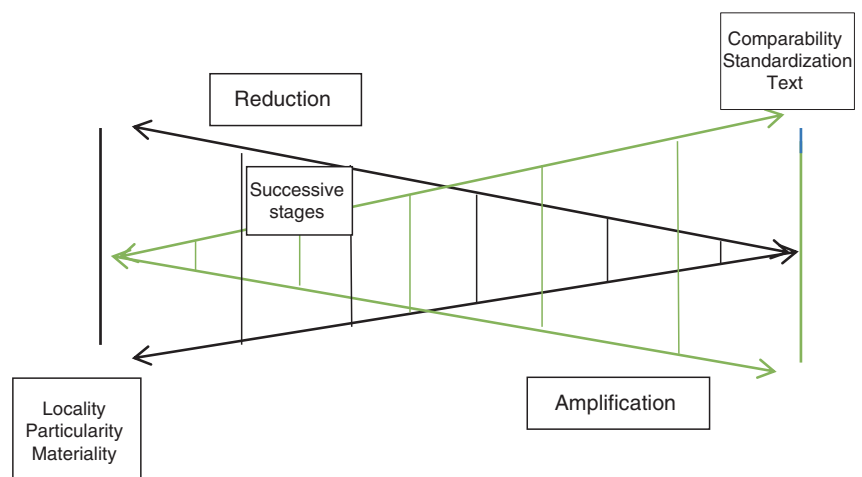 Comparability
Standardization
Text
Reduction
Successive
stages
Locality
Particularity
Materiality
Amplification